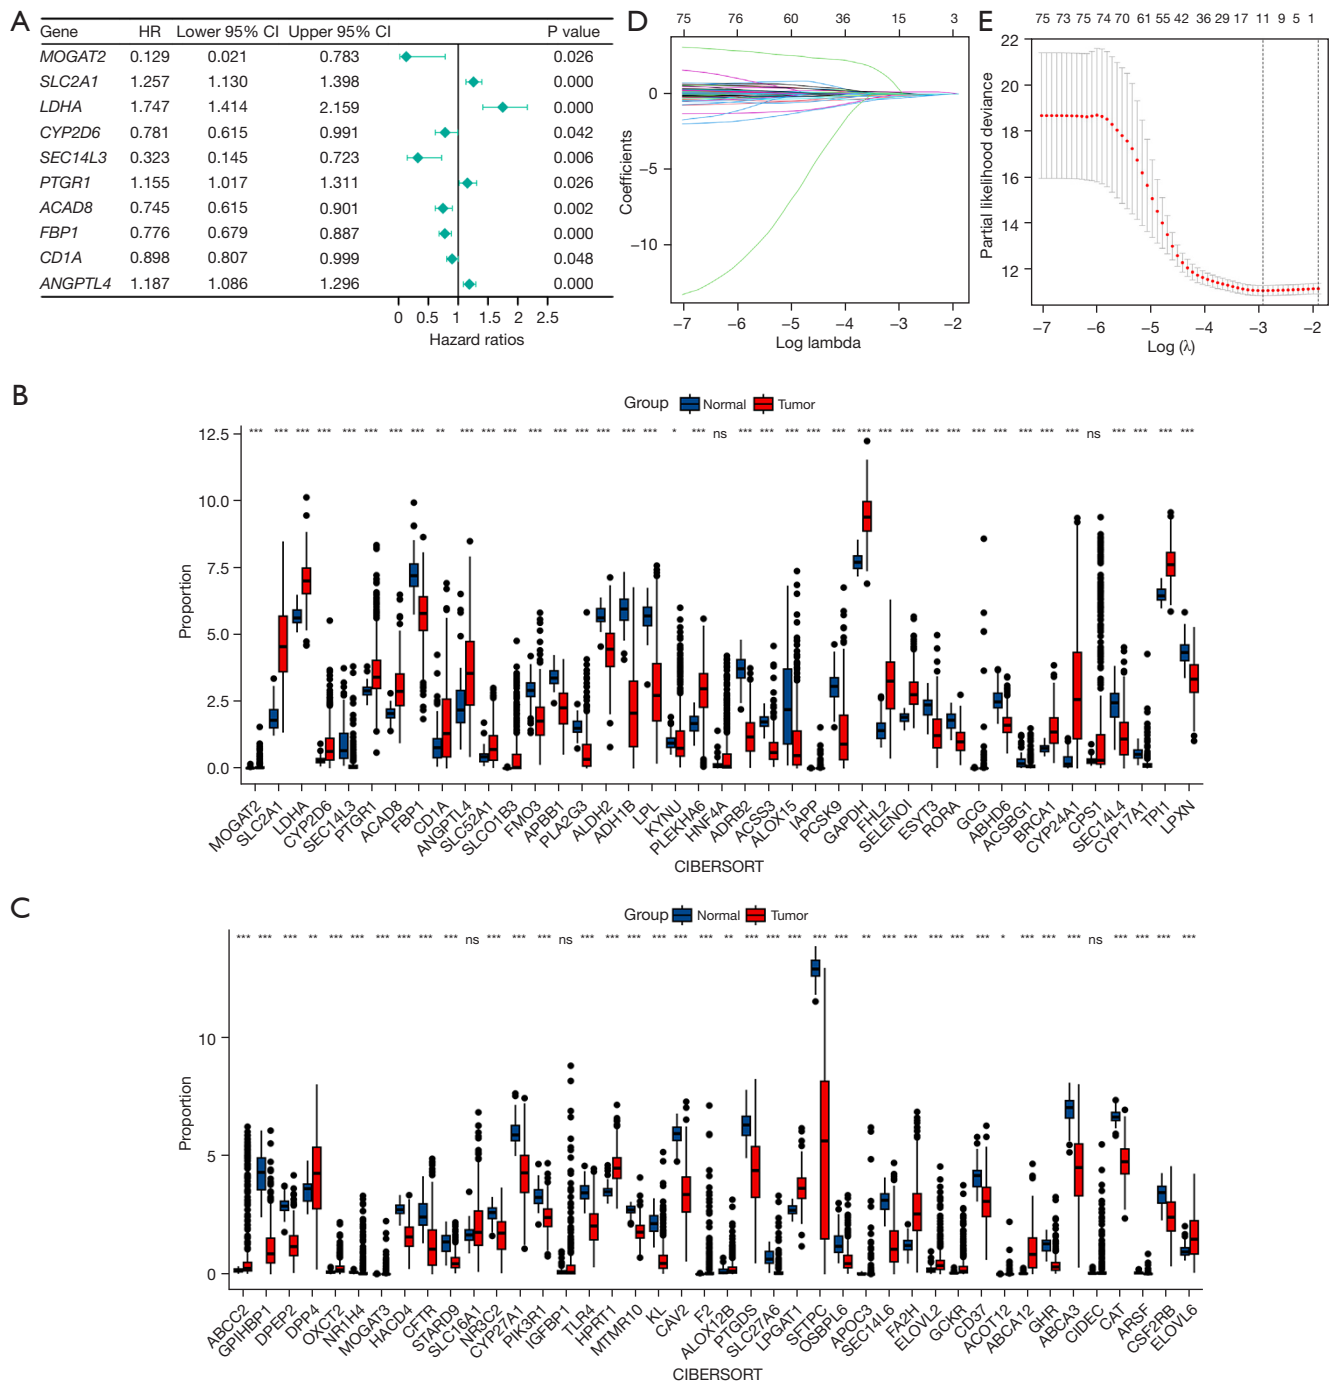 A
Gene HR Lower 95% CI Upper 95% CI P value
MOGAT2 0.129 0.021 0.783 0.026
SLC2A1 1.257 1.130 1.398 0.000
LDHA 1.747 1.414 2.159 0.000
CYP2D6 0.781 0.615 0.991 0.042
SEC14L3 0.323 0.145 0.723 0.006
PTGR1 1.155 1.017 1.311 0.026
ACAD8 0.745 0.615 0.901 0.002
FBP1 0.776 0.679 0.887 0.000
CD1A 0.898 0.807 0.999 0.048
ANGPTL4 1.187 1.086 1.296 0.000
0 0.5 1 1.5 2 2.5
Hazard ratios
D
75 76 60 36 15 3
Coefficients
0
−5
−10
−7 −6 −5 −4 −3 −2
Log lambda
E
75 73 75 74 70 61 55 42 36 29 17 11 9 5 1
Partial likelihood deviance
22
20
18
16
14
12
−7 −6 −5 −4 −3 −2
Log (λ)
B
Group Normal Tumor
*** *** *** *** *** *** *** *** ** *** *** *** *** *** *** *** *** *** * *** ns *** *** *** *** *** *** *** *** *** *** *** *** *** *** *** ns *** *** *** ***
Proportion
12.5
10.0
7.5
5.0
2.5
0.0
MOGAT2 SLC2A1 LDHA CYP2D6 SEC14L3 PTGR1 ACAD8 FBP1 CD1A ANGPTL4 SLC52A1 SLCO1B3 FMO3 APBB1 PLA2G3 ALDH2 ADH1B LPL KYNU PLEKHA6 HNF4A ADRB2 ACSS3 ALOX15 IAPP PCSK9 GAPDH FHL2 SELENOI ESYT3 RORA GCG ABHD6 ACSBG1 BRCA1 CYP24A1 CPS1 SEC14L4 CYP17A1 TPI1 LPXN
CIBERSORT
C
Group Normal Tumor
*** *** *** ** *** *** *** *** *** *** ns *** *** *** ns *** *** *** *** *** *** ** *** *** *** *** *** ** *** *** *** *** *** * *** *** *** ns *** *** *** ***
Proportion
10
5
0
ABCC2 GPIHBP1 DPEP2 DPP4 OXCT2 NR1H4 MOGAT3 HACD4 CFTR STARD9 SLC16A1 NR3C2 CYP27A1 PIK3R1 IGFBP1 TLR4 HPRT1 MTMR10 KL CAV2 F2 ALOX12B PTGDS SLC27A6 LPGAT1 SFTPC OSBPL6 APOC3 SEC14L6 FA2H ELOVL2 GCKR CD37 ACOT12 ABCA12 GHR ABCA3 CIDEC CAT ARSF CSF2RB ELOVL6
CIBERSORT